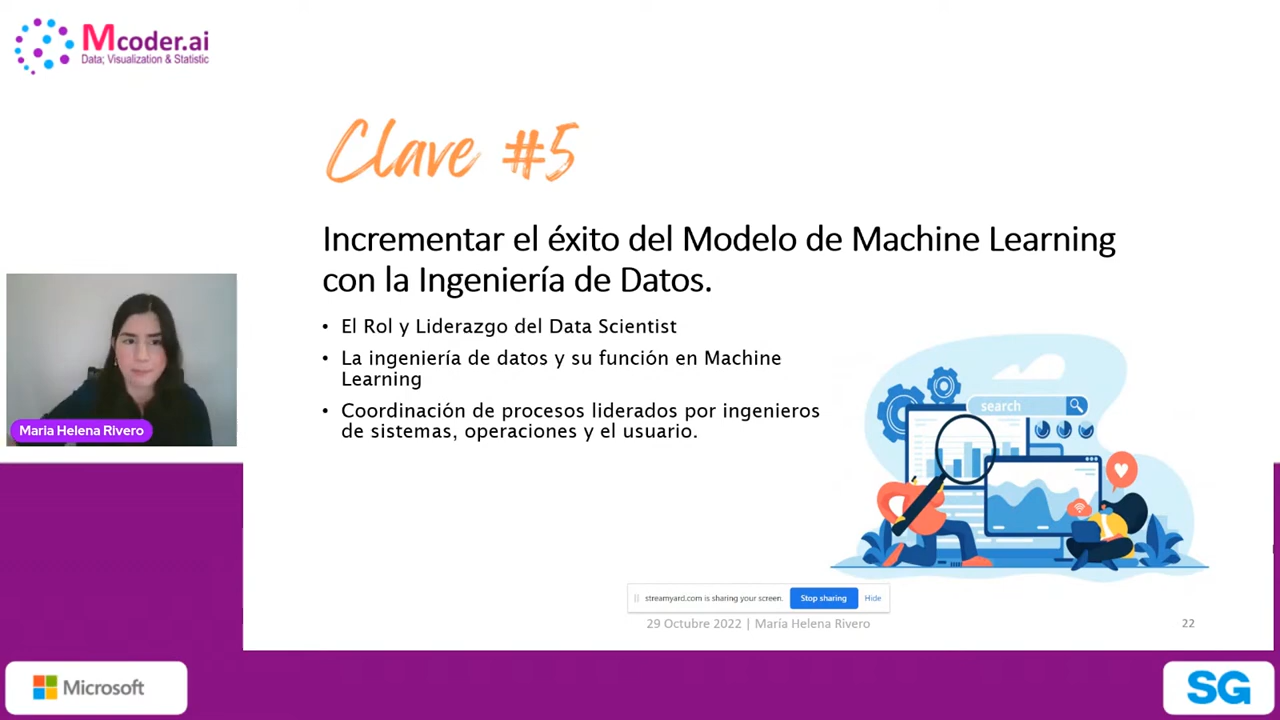 Mcoder.ai
Data; Visualization & Statistic
Clave #5
Incrementar el éxito del Modelo de Machine Learning
con la Ingeniería de Datos.
• El Rol y Liderazgo del Data Scientist
• La ingeniería de datos y su función en Machine
Learning
• Coordinación de procesos liderados por ingenieros
de sistemas, operaciones y el usuario.
search
Maria Helena Rivero
streamyard.com is sharing your screen. Stop sharing Hide
29 Octubre 2022 | María Helena Rivero
22
Microsoft
SG